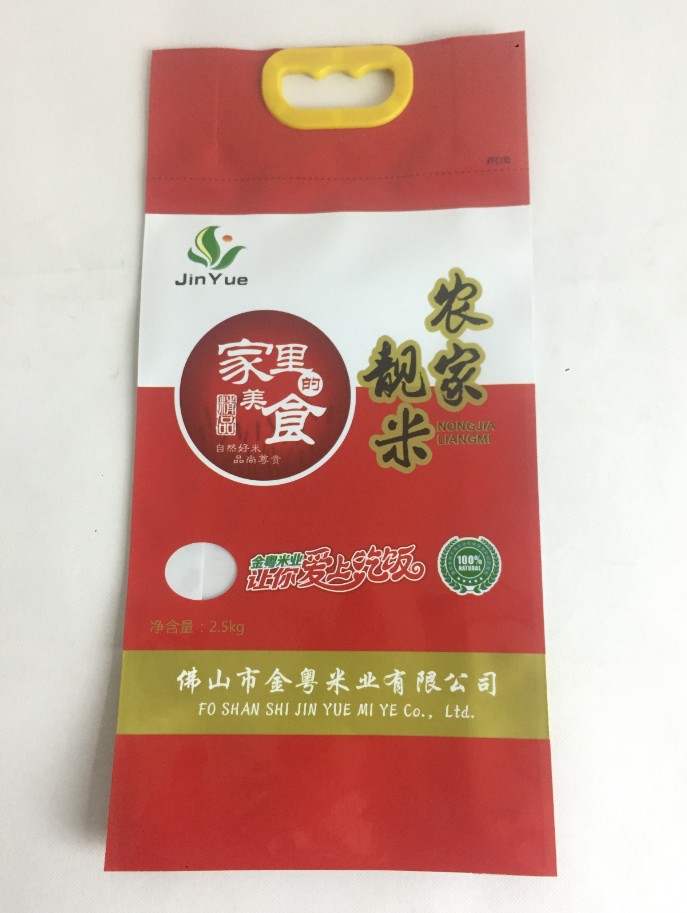 开口处
JinYue
农家
靓米
NONGJIA
LIANGMI
家里的
美食
精品
自然好米
品尚尊贵
金粤米业
让你爱上吃饭
100%
NATURAL
净含量：2.5kg
佛山市金粤米业有限公司
FO SHAN SHI JIN YUE MI YE Co., Ltd.